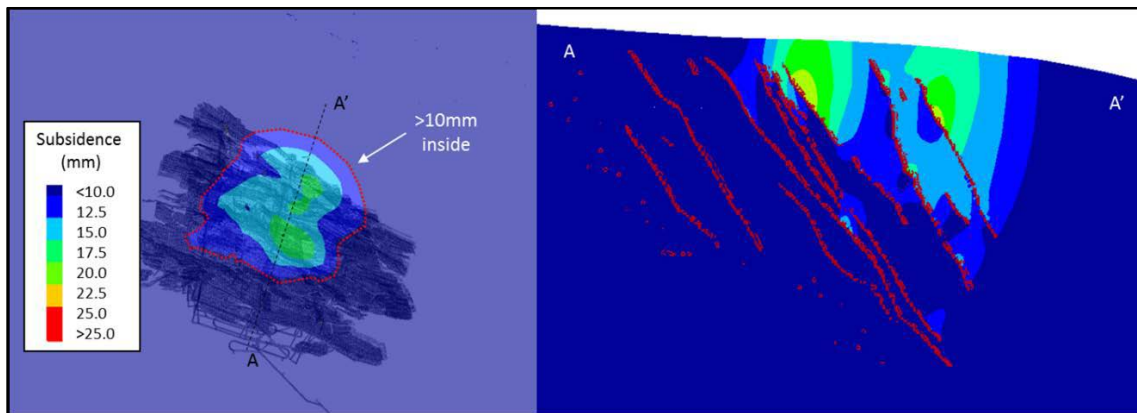 A'
>10mm
inside
Subsidence
(mm)
<10.0
12.5
15.0
17.5
20.0
22.5
25.0
>25.0
A
A
A'